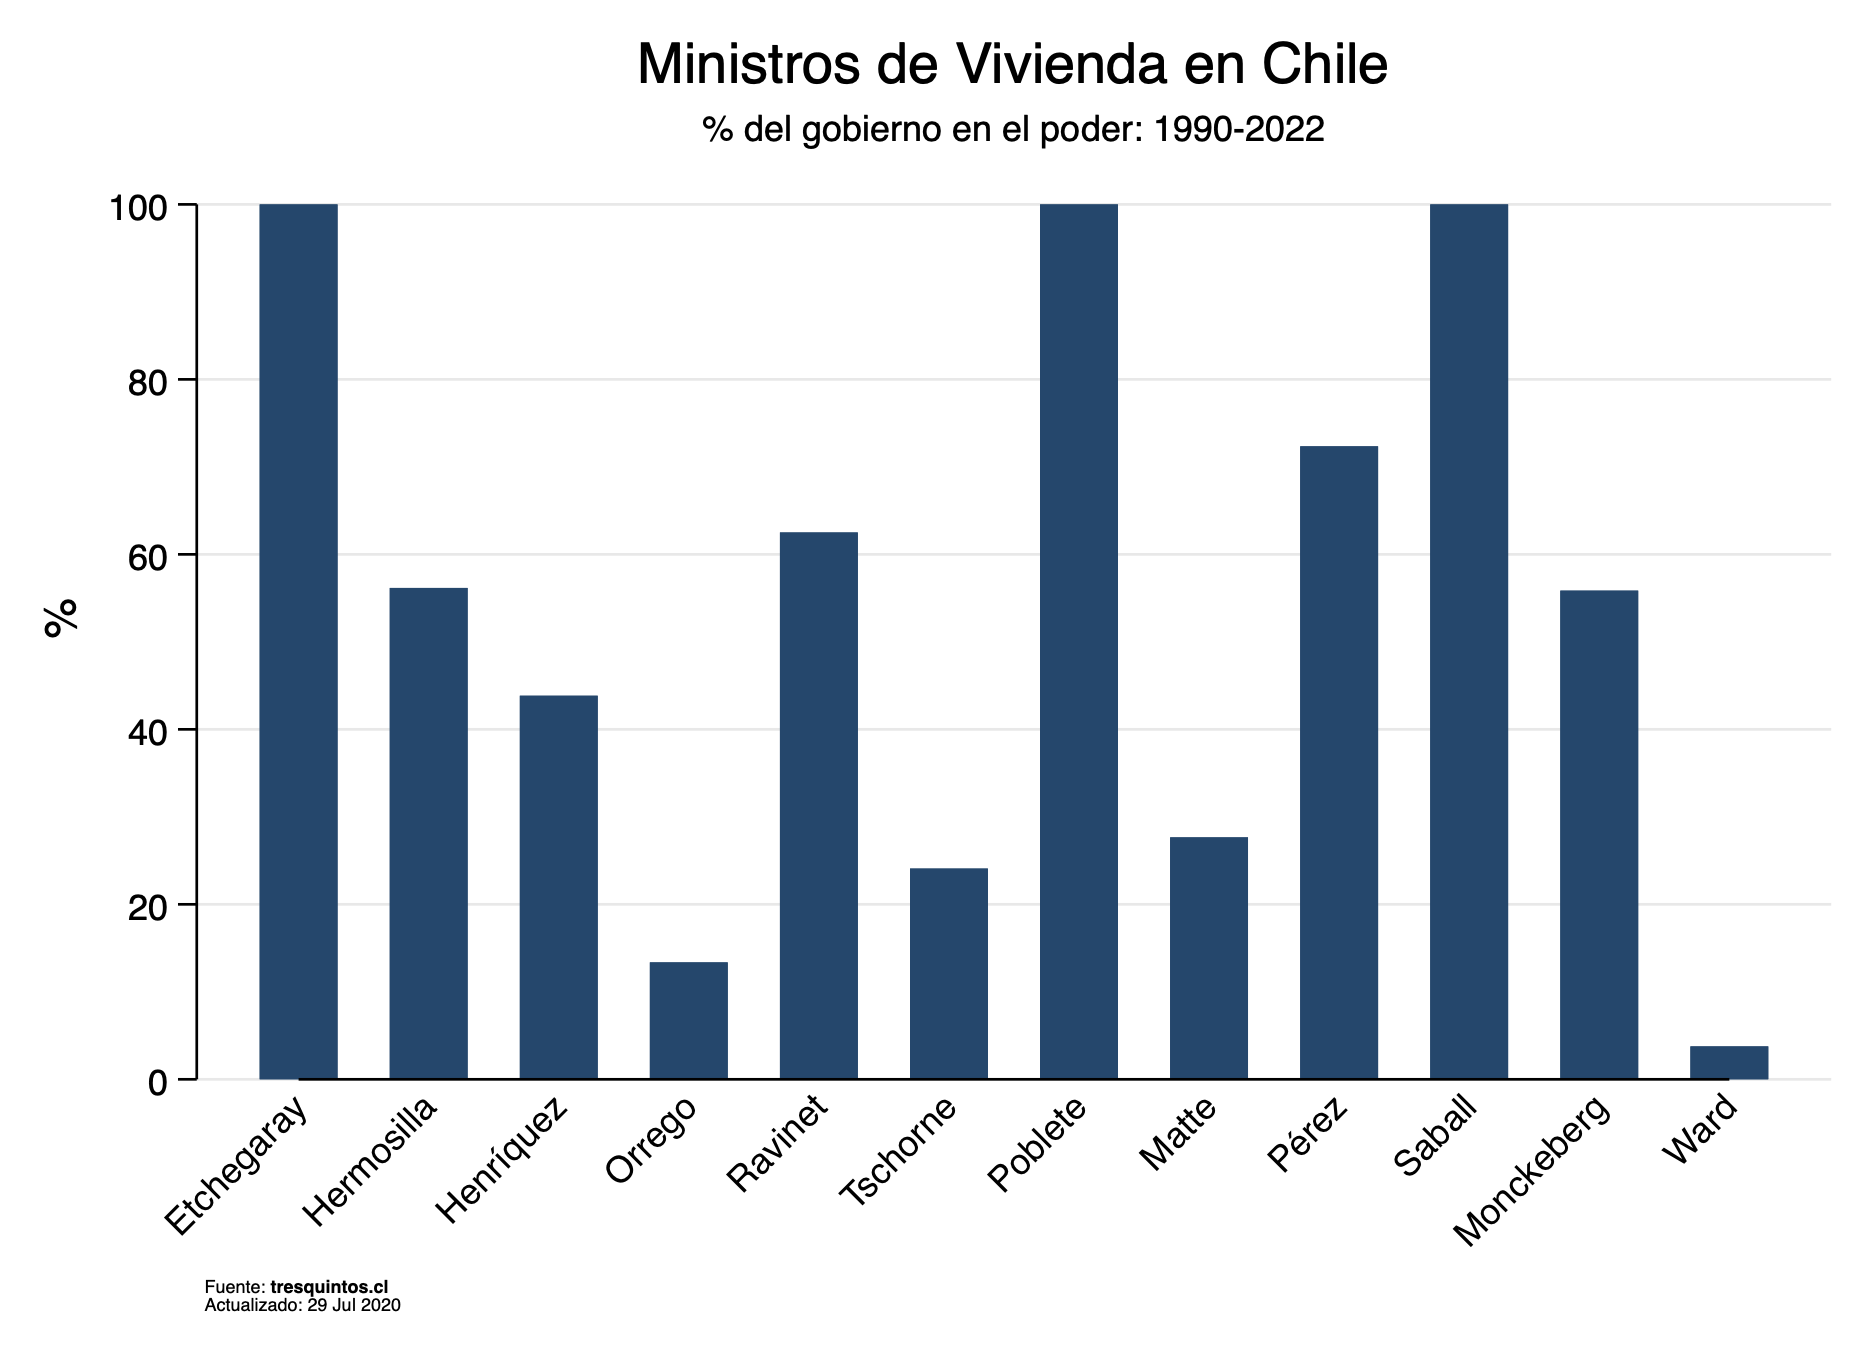 Ministros de Vivienda en Chile
% del gobierno en el poder: 1990-2022
100
80
60
40
20
0
%
Etchegaray
Hermosilla
Henríquez
Orrego
Ravinet
Tschorne
Poblete
Matte
Pérez
Saball
Monckeberg
Ward
Fuente: tresquintos.cl
Actualizado: 29 Jul 2020